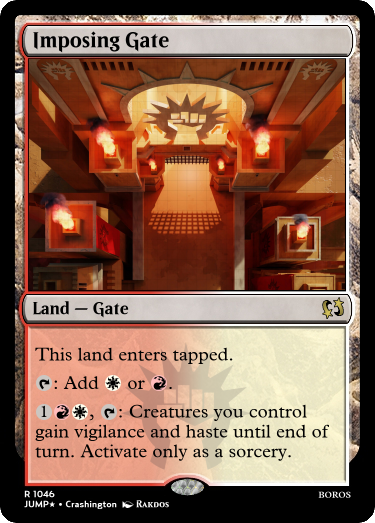 Imposing Gate
Land — Gate
This land enters tapped.
: Add or .
1, : Creatures you control
gain vigilance and haste until end of
turn. Activate only as a sorcery.
R 1046
JUMP★ • Crashington Rakdos
BOROS